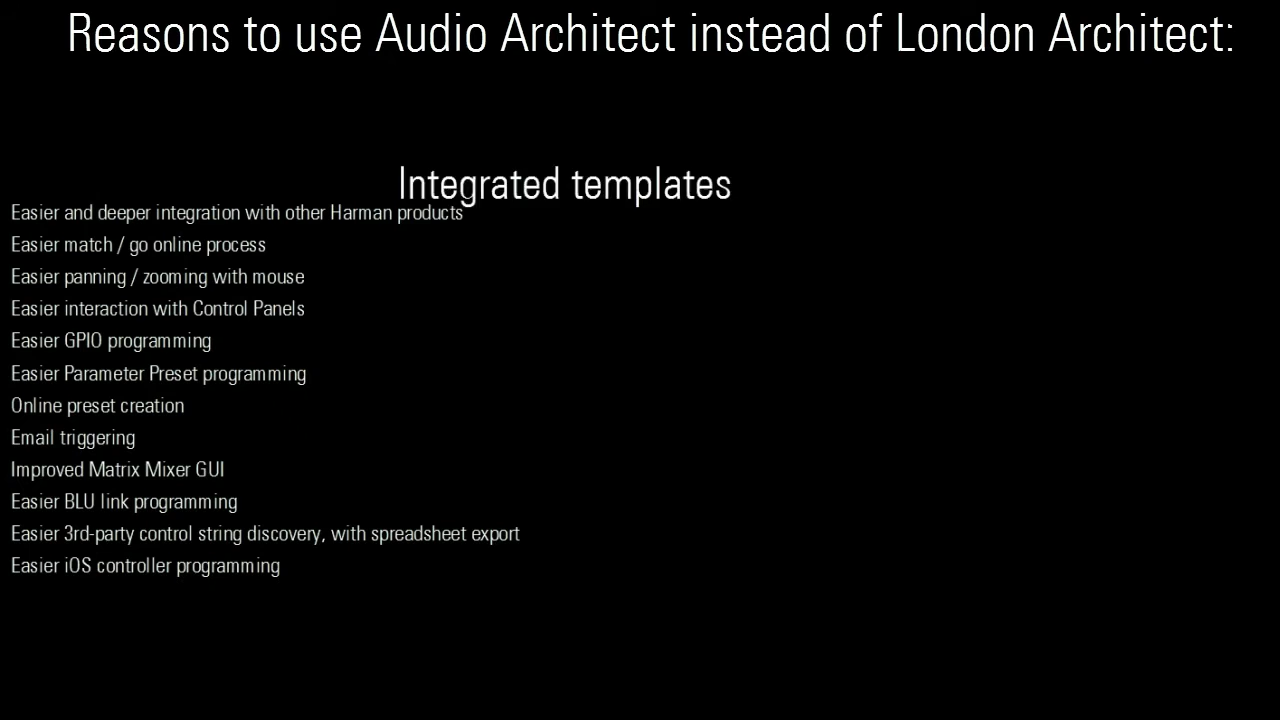 Reasons to use Audio Architect instead of London Architect:
Integrated templates
Easier and deeper integration with other Harman products
Easier match / go online process
Easier panning / zooming with mouse
Easier interaction with Control Panels
Easier GPIO programming
Easier Parameter Preset programming
Online preset creation
Email triggering
Improved Matrix Mixer GUI
Easier BLU link programming
Easier 3rd-party control string discovery, with spreadsheet export
Easier iOS controller programming